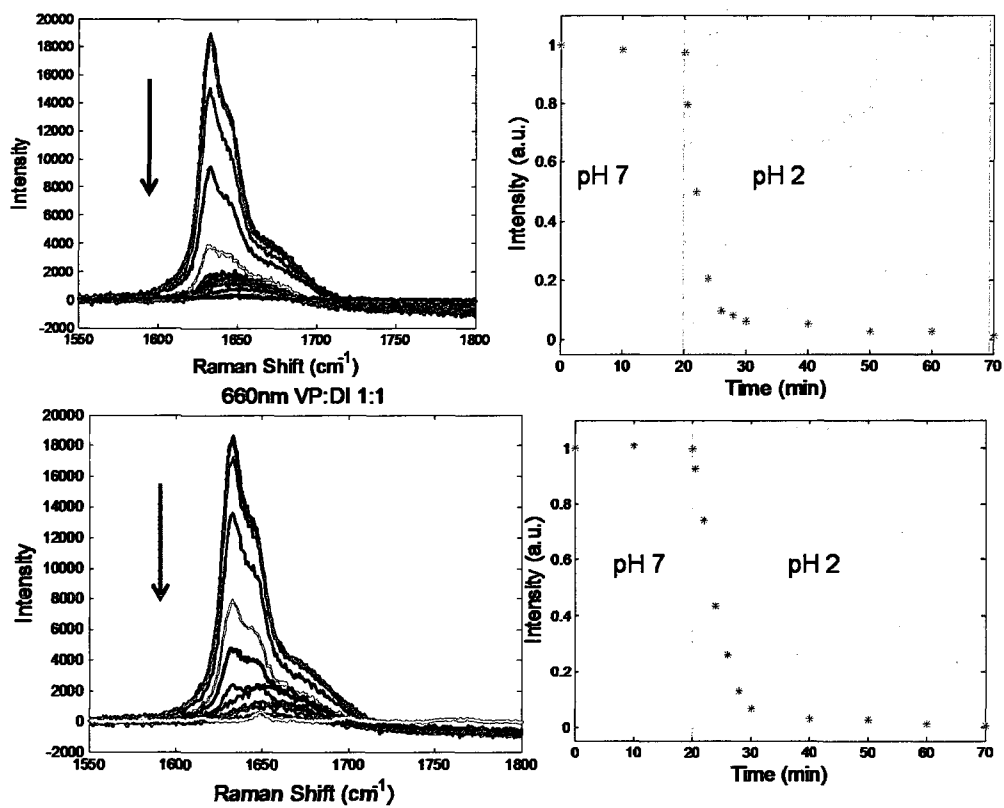 20000
18000
16000
14000
12000
10000
8000
6000
4000
2000
0
-2000
Intensity
1550 1600 1650 1700 1750 1800
Raman Shift (cm-1)
1
0.8
0.6
0.4
0.2
0
Intensity (a.u.)
pH 7
pH 2
0 10 20 30 40 50 60 70
Time (min)
660nm VP:DI 1:1
20000
18000
16000
14000
12000
10000
8000
6000
4000
2000
0
-2000
Intensity
1550 1600 1650 1700 1750 1800
Raman Shift (cm-1)
1
0.8
0.6
0.4
0.2
0
Intensity (a.u.)
pH 7
pH 2
0 10 20 30 40 50 60 70
Time (min)